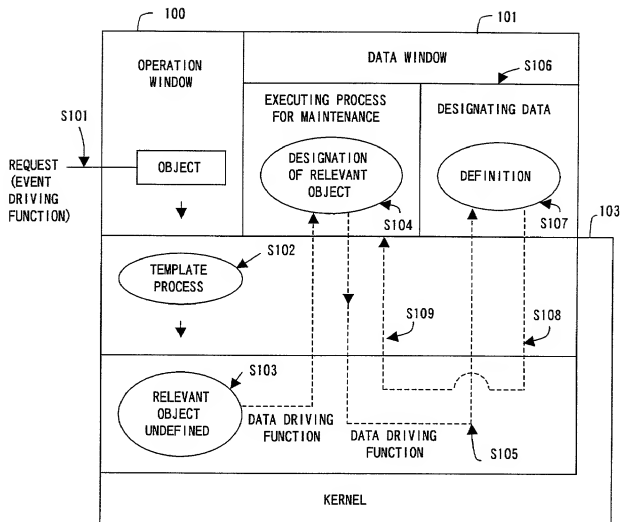 100
101
OPERATION
WINDOW
DATA WINDOW
S106
S101
EXECUTING PROCESS
FOR MAINTENANCE
DESIGNATING DATA
REQUEST
(EVENT
DRIVING
FUNCTION)
OBJECT
DESIGNATION
OF RELEVANT
OBJECT
DEFINITION
S104
S107
103
S102
TEMPLATE
PROCESS
S109
S108
S103
RELEVANT
OBJECT
UNDEFINED
DATA DRIVING
FUNCTION
DATA DRIVING
FUNCTION
S105
KERNEL